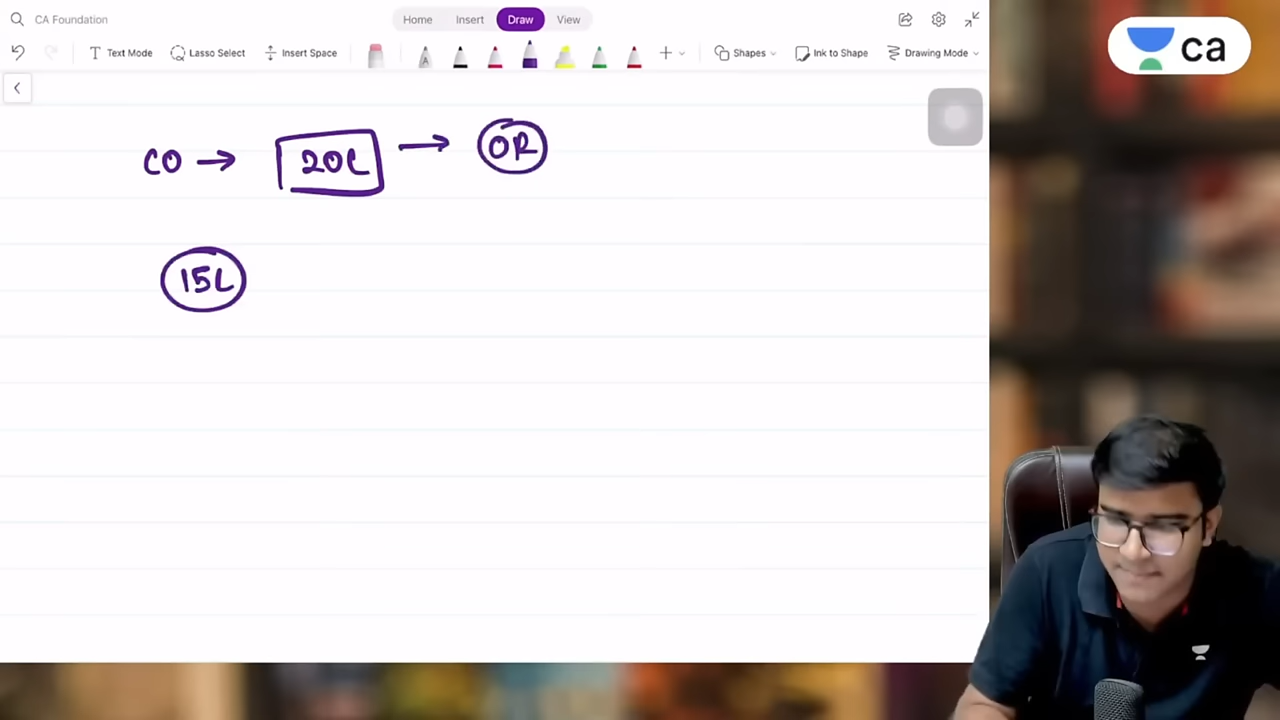 CA Foundation
Home Insert Draw View
Text Mode Lasso Select Insert Space A Shapes Ink to Shape Drawing Mode
ca
CO → 20L → OR
15L